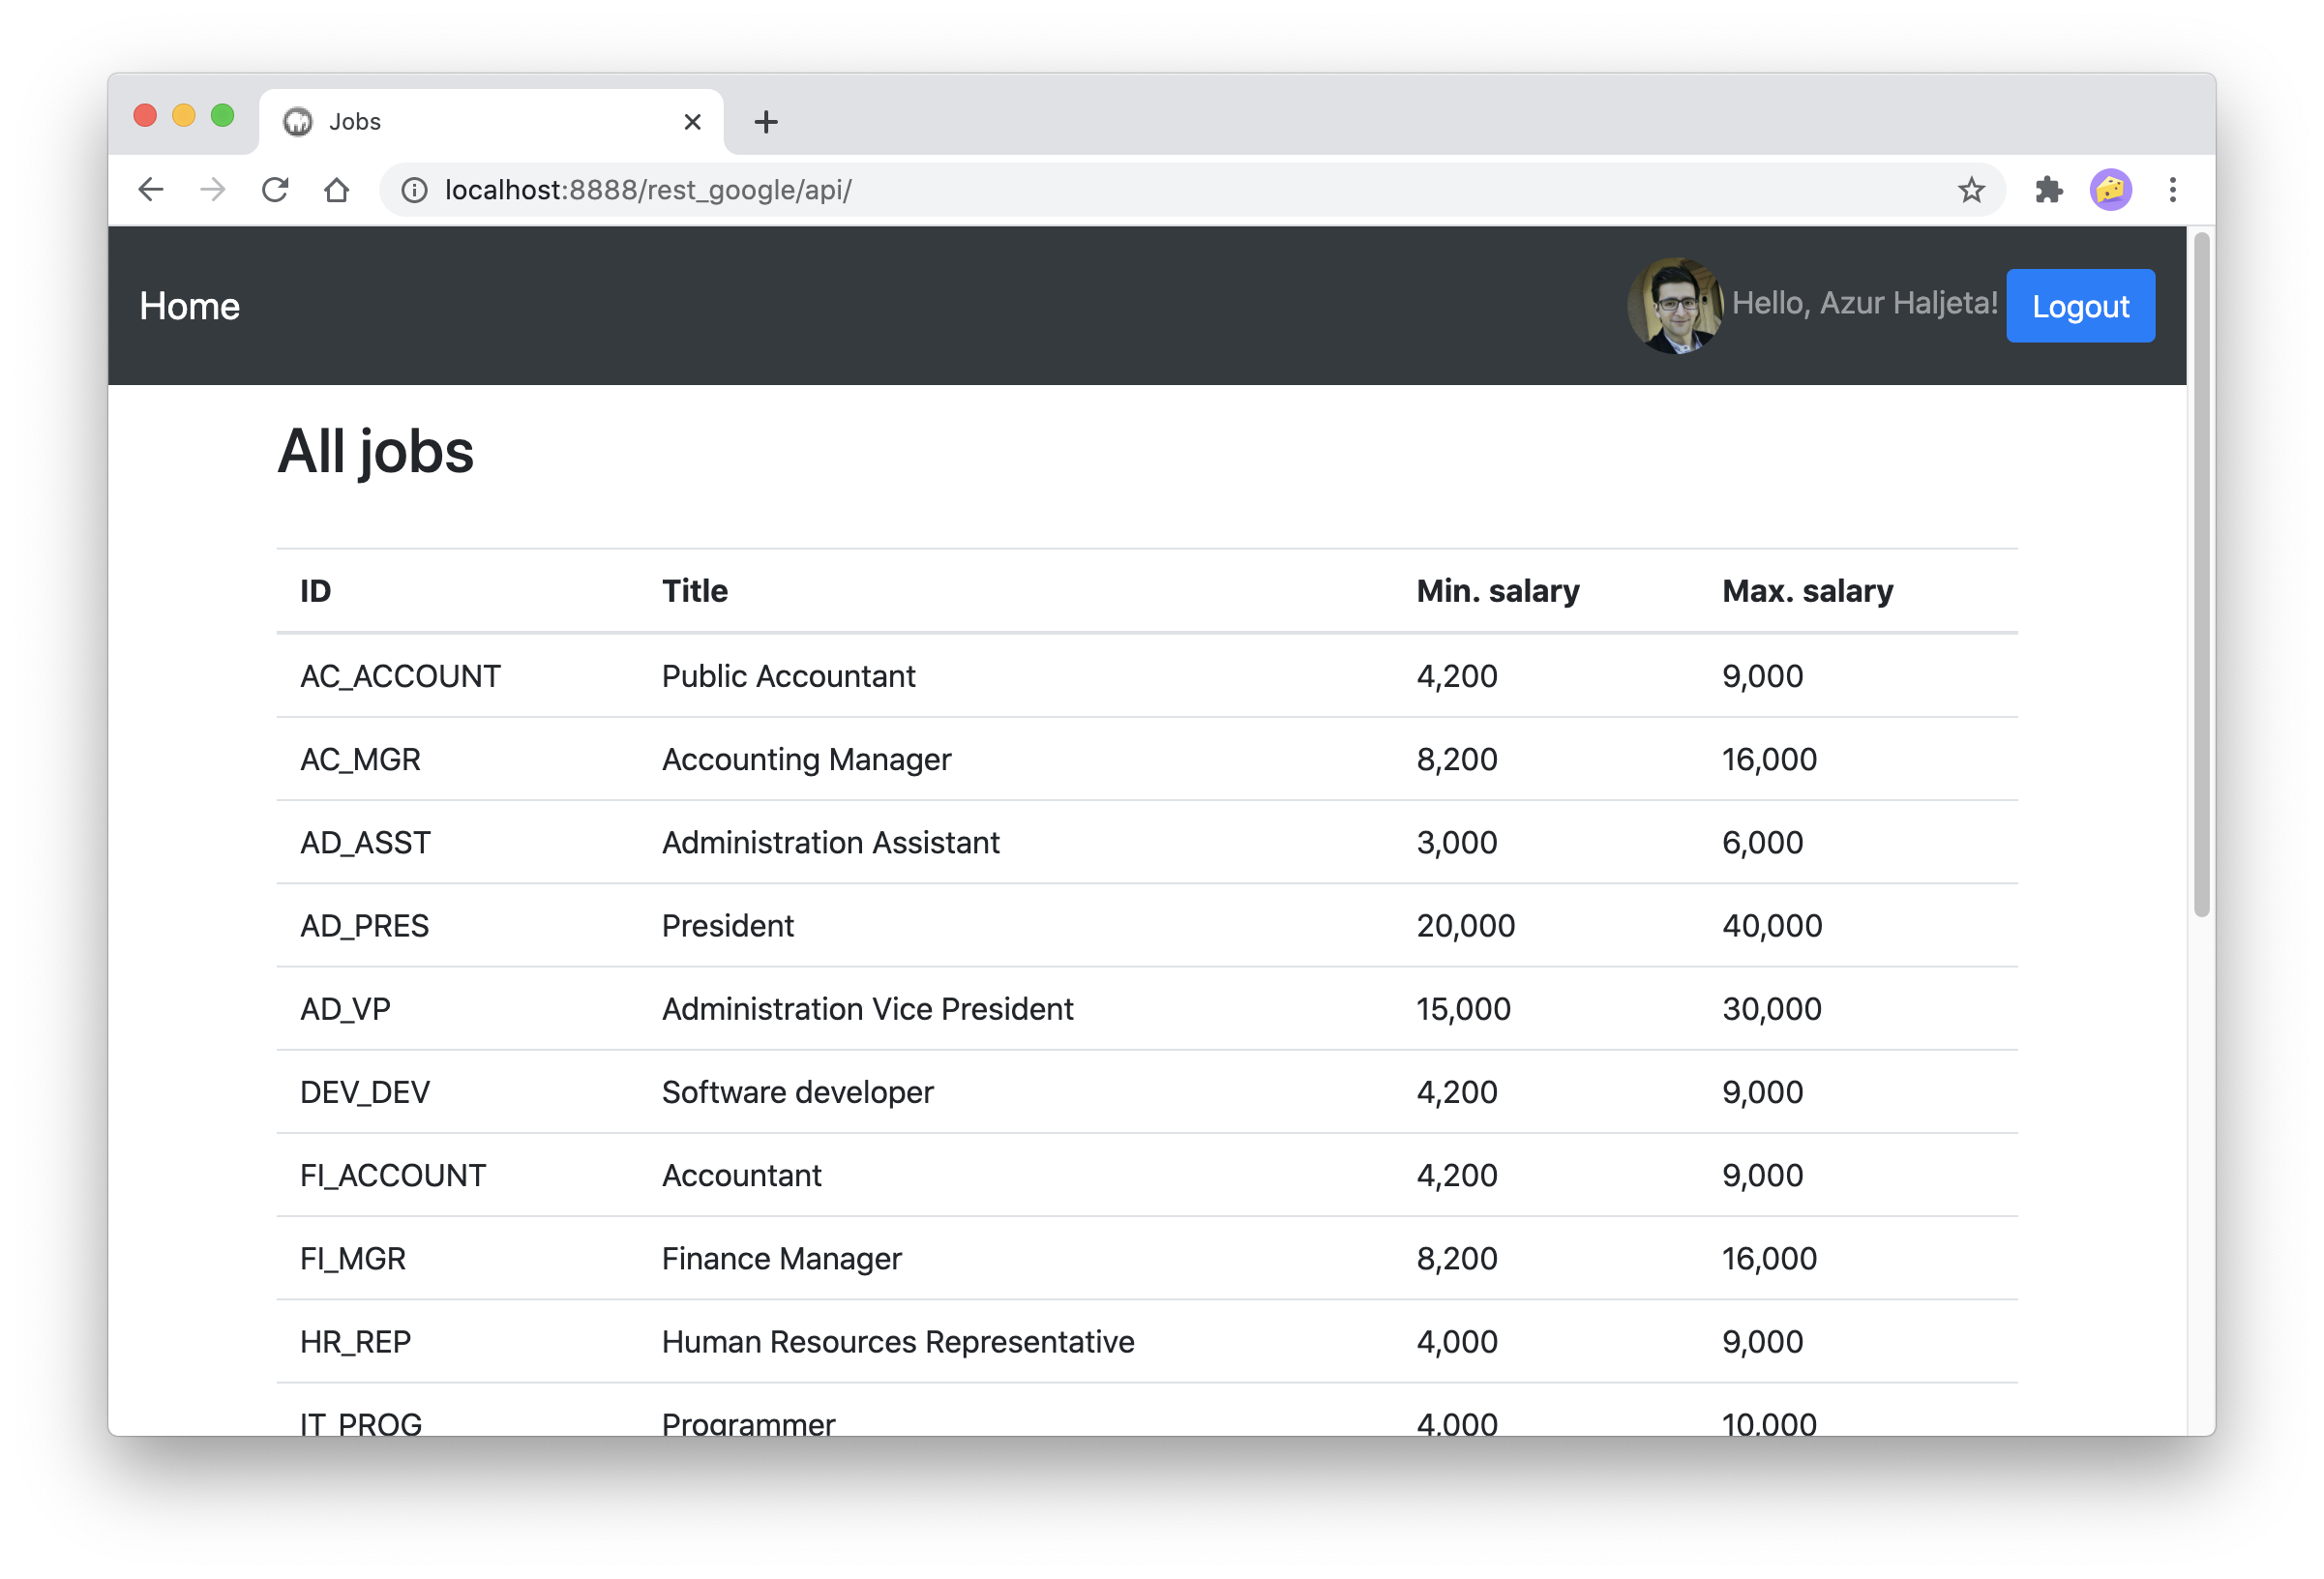 Jobs
localhost:8888/rest_google/api/
Home
Hello, Azur Haljeta!
Logout
All jobs
ID Title Min. salary Max. salary
AC_ACCOUNT Public Accountant 4,200 9,000
AC_MGR Accounting Manager 8,200 16,000
AD_ASST Administration Assistant 3,000 6,000
AD_PRES President 20,000 40,000
AD_VP Administration Vice President 15,000 30,000
DEV_DEV Software developer 4,200 9,000
FI_ACCOUNT Accountant 4,200 9,000
FI_MGR Finance Manager 8,200 16,000
HR_REP Human Resources Representative 4,000 9,000
IT_PROG Programmer 4,000 10,000